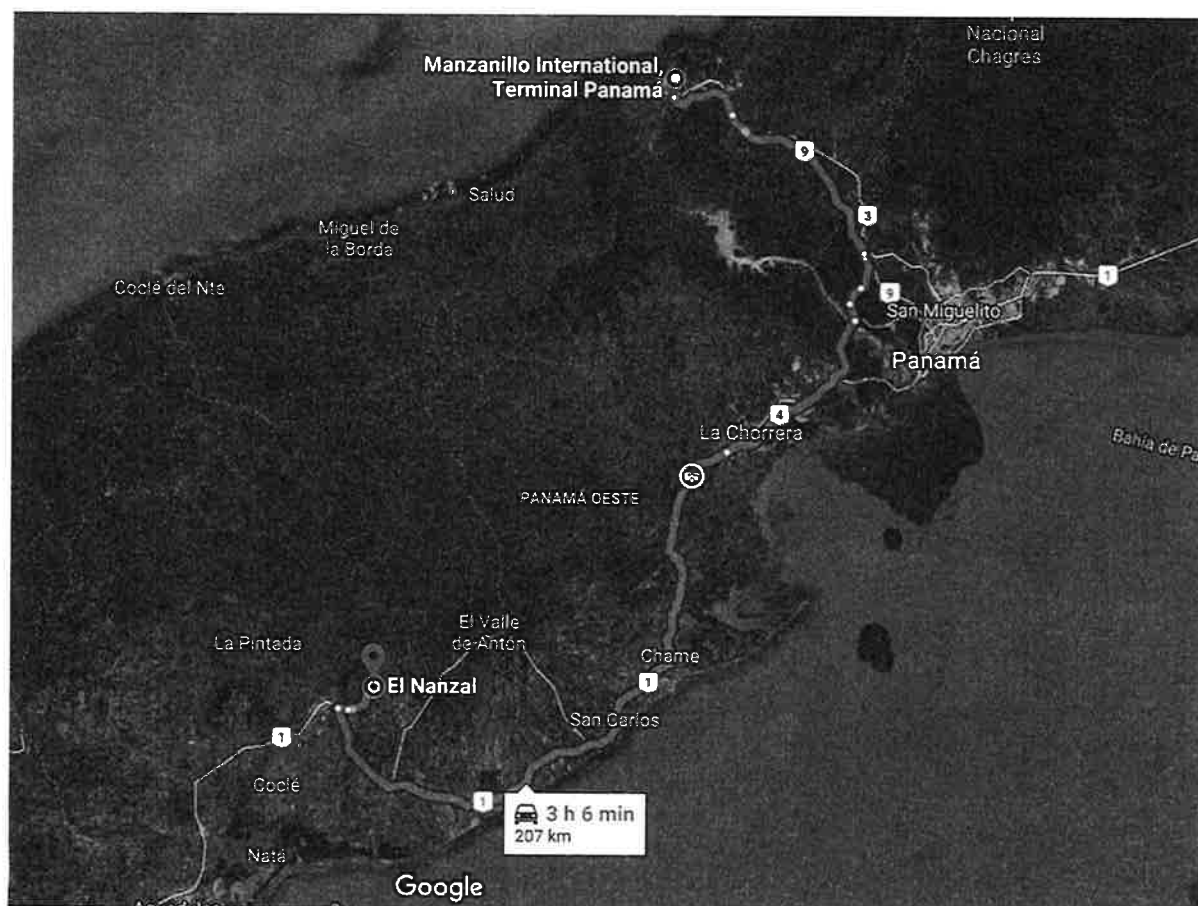 Nacional
Chagres
Manzanillo International,
Terminal Panamá
9
Salud
3
Miguel de
la Borda
1
Coclé del Nte
9
San Miguelito
Panamá
4
La Chorrera
Bahía de Pa
PANAMÁ OESTE
El Valle
de Antón
La Pintada
Chame
El Nanzal
1
San Carlos
1
Coclé
1
3 h 6 min
207 km
Natá
Google